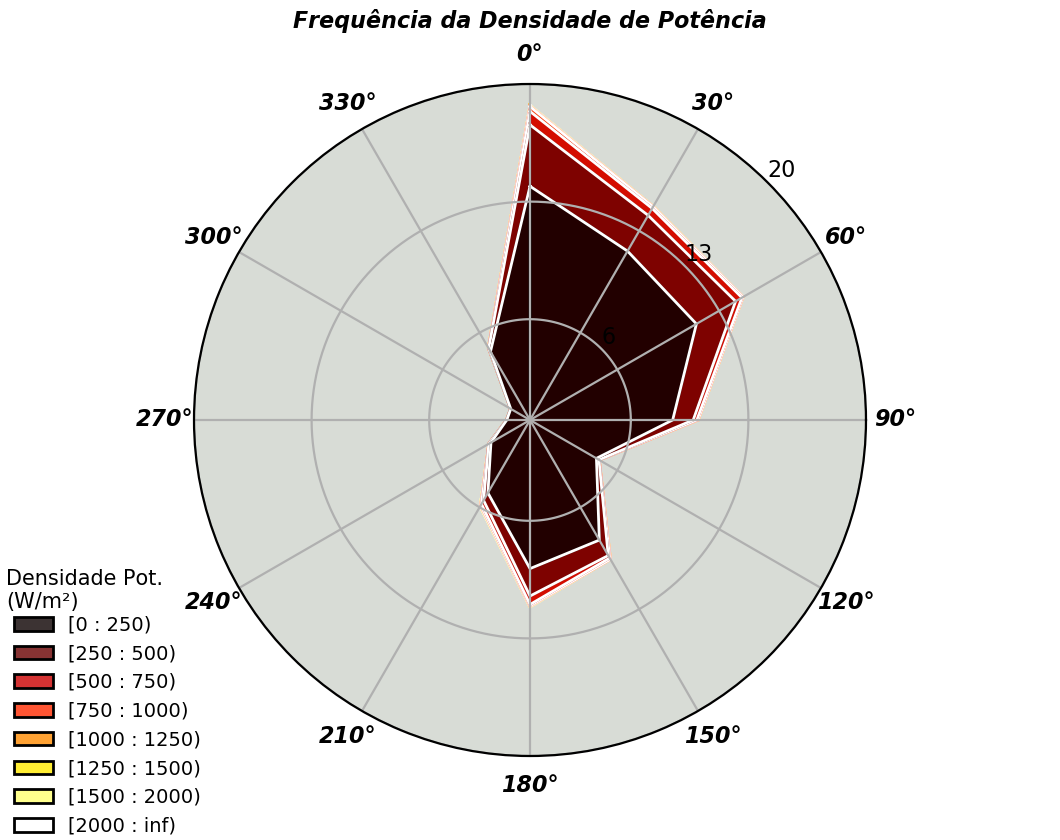 Frequência da Densidade de Potência
0°
330°
30°
20
300°
60°
13
6
270°
90°
240°
120°
210°
150°
180°
Densidade Pot.
(W/m²)
[0 : 250)
[250 : 500)
[500 : 750)
[750 : 1000)
[1000 : 1250)
[1250 : 1500)
[1500 : 2000)
[2000 : inf)